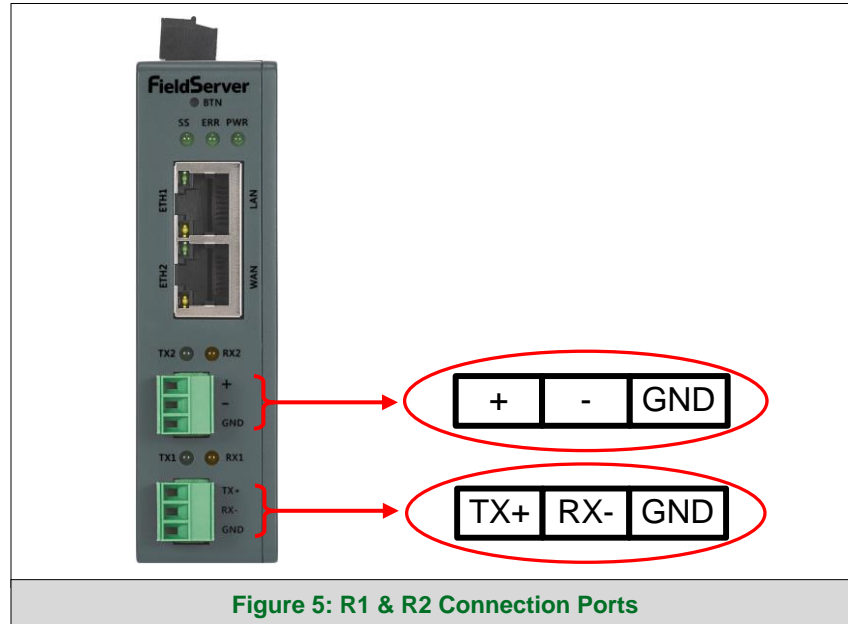 FieldServer
BTN
SS ERR PWR
ETH1
LAN
ETH2
WAN
TX2 RX2
+
-
GND
+ - GND
TX1 RX1
TX+
RX-
GND
TX+ RX- GND
Figure 5: R1 & R2 Connection Ports